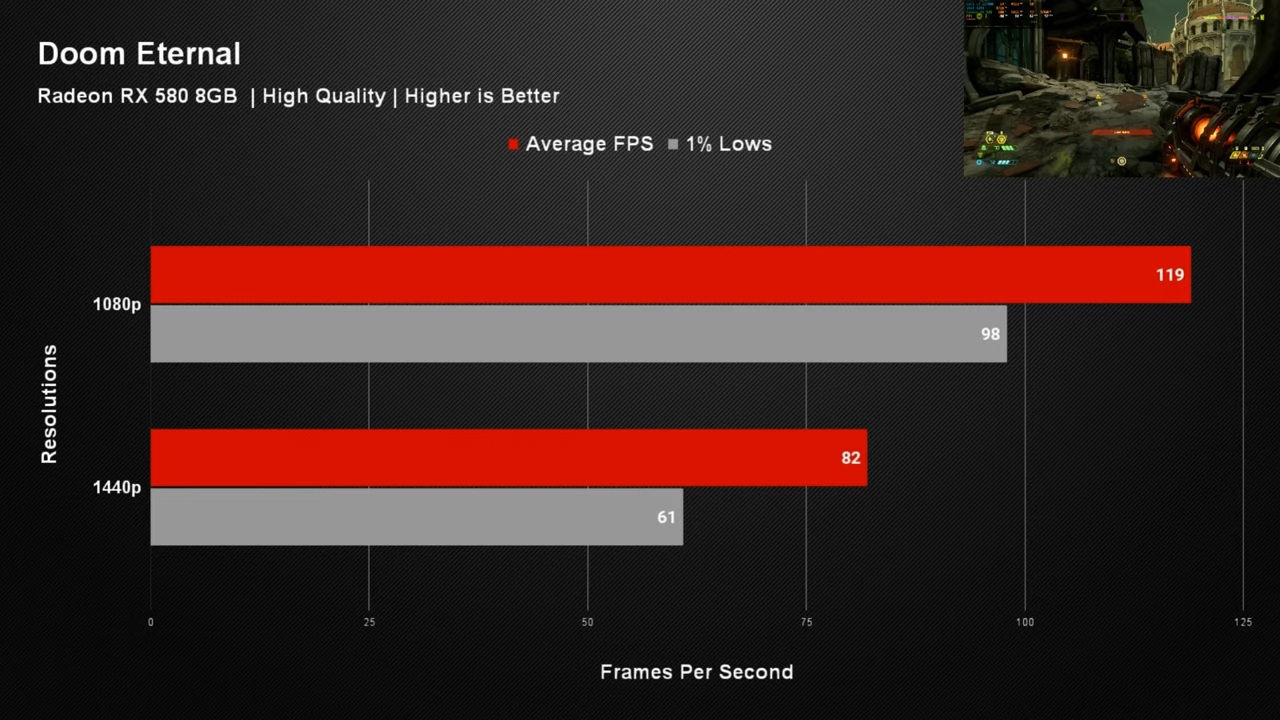 Doom Eternal
Radeon RX 580 8GB | High Quality | Higher is Better
Average FPS 1% Lows
119
1080p
98
Resolutions
82
1440p
61
0 25 50 75 100 125
Frames Per Second